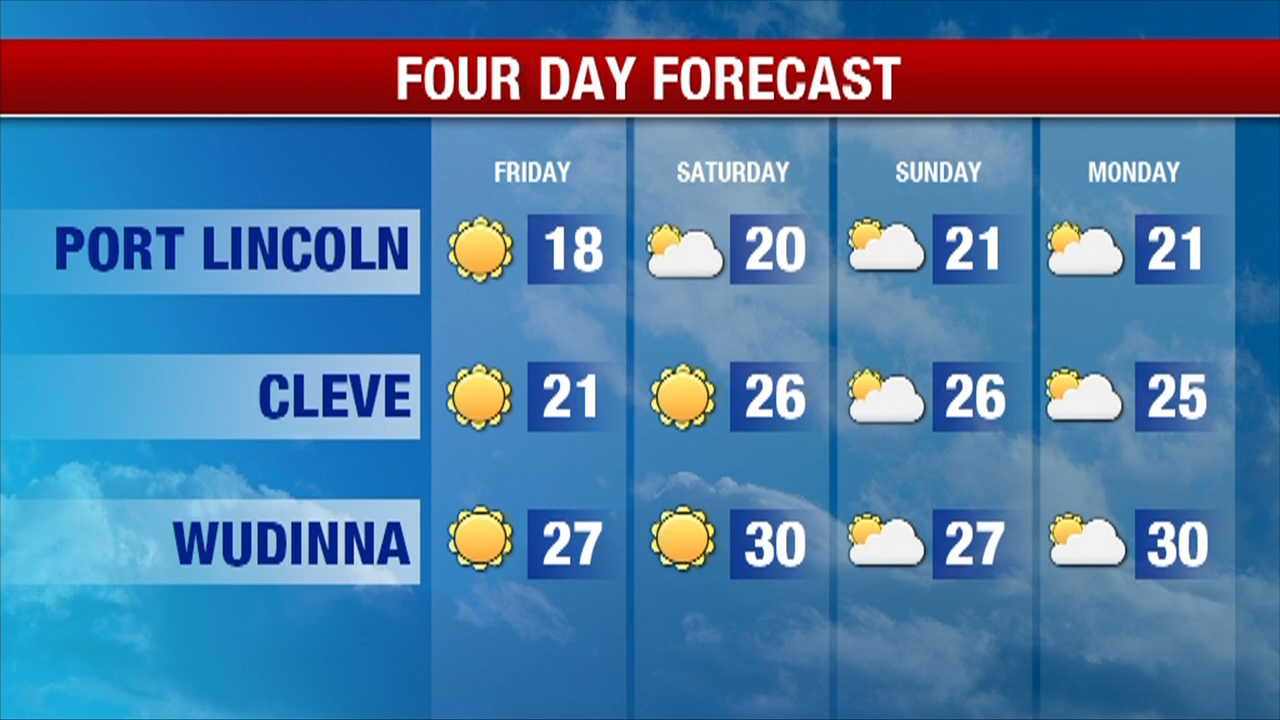 FOUR DAY FORECAST
FRIDAY SATURDAY SUNDAY MONDAY
PORT LINCOLN 18 20 21 21
CLEVE 21 26 26 25
WUDINNA 27 30 27 30